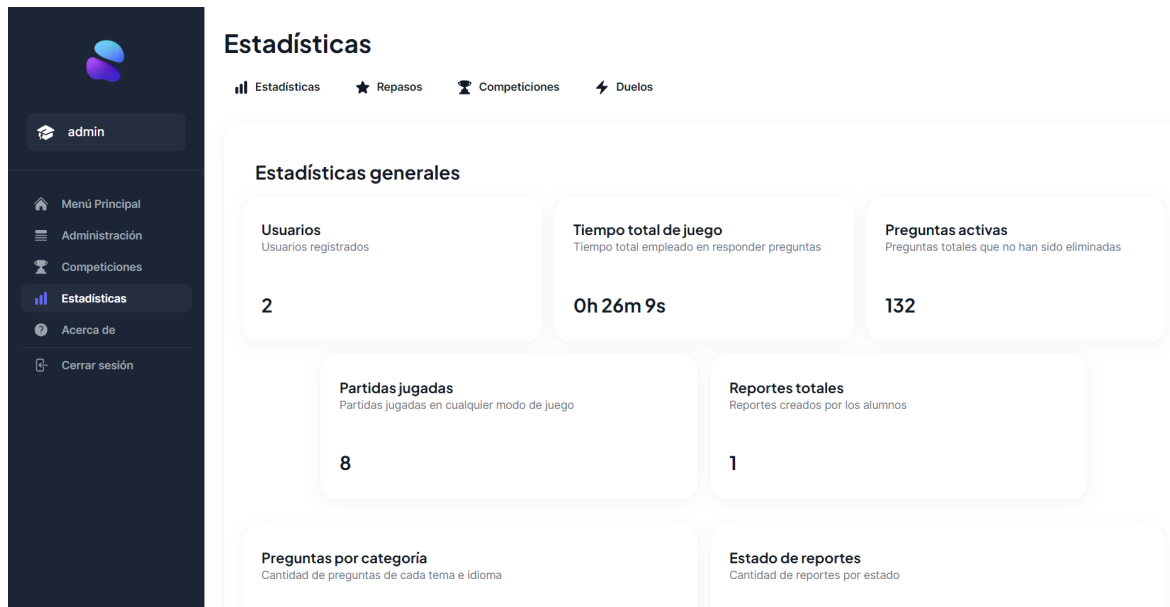 Estadísticas
Estadísticas Repasos Competiciones Duelos
admin
Menú Principal
Administración
Competiciones
Estadísticas
Acerca de
Cerrar sesión
Estadísticas generales
Usuarios
Usuarios registrados
2
Tiempo total de juego
Tiempo total empleado en responder preguntas
0h 26m 9s
Preguntas activas
Preguntas totales que no han sido eliminadas
132
Partidas jugadas
Partidas jugadas en cualquier modo de juego
8
Reportes totales
Reportes creados por los alumnos
1
Preguntas por categoría
Cantidad de preguntas de cada tema e idioma
Estado de reportes
Cantidad de reportes por estado